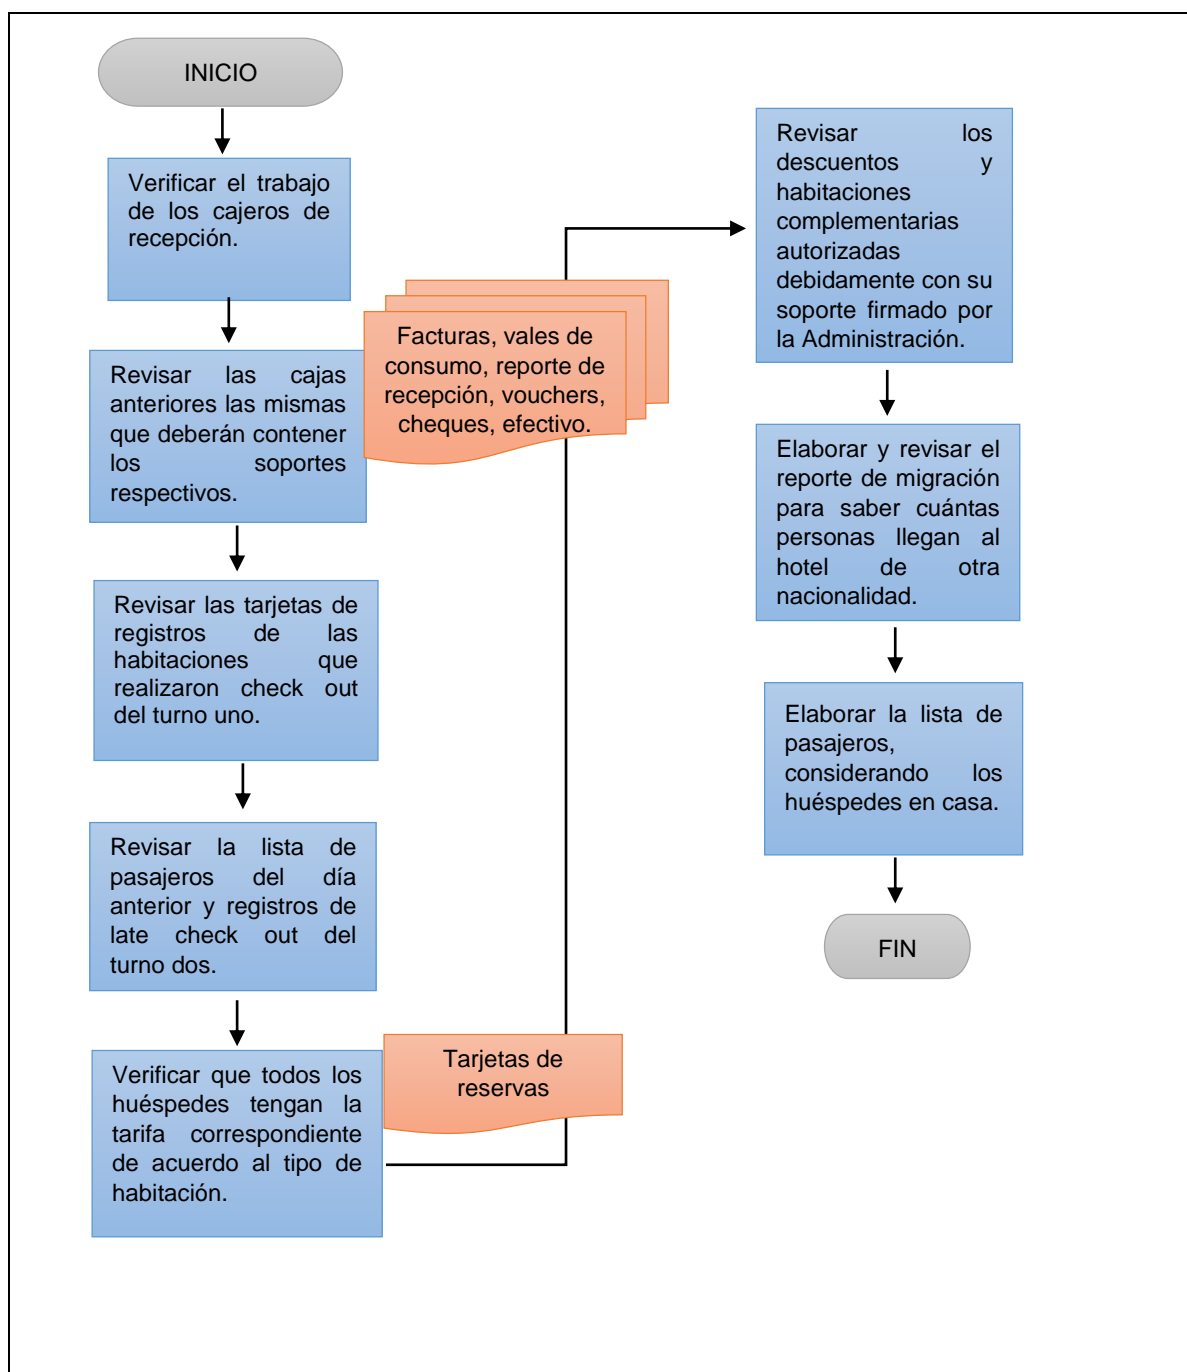 INICIO
Verificar el trabajo
de los cajeros de
recepción.
Revisar las cajas
anteriores las mismas
que deberán contener
los soportes
respectivos.
Facturas, vales de
consumo, reporte de
recepción, vouchers,
cheques, efectivo.
Revisar las tarjetas de
registros de las
habitaciones que
realizaron check out
del turno uno.
Revisar la lista de
pasajeros del día
anterior y registros de
late check out del
turno dos.
Verificar que todos los
huéspedes tengan la
tarifa correspondiente
de acuerdo al tipo de
habitación.
Tarjetas de
reservas
Revisar los
descuentos y
habitaciones
complementarias
autorizadas
debidamente con su
soporte firmado por
la Administración.
Elaborar y revisar el
reporte de migración
para saber cuántas
personas llegan al
hotel de otra
nacionalidad.
Elaborar la lista de
pasajeros,
considerando los
huéspedes en casa.
FIN